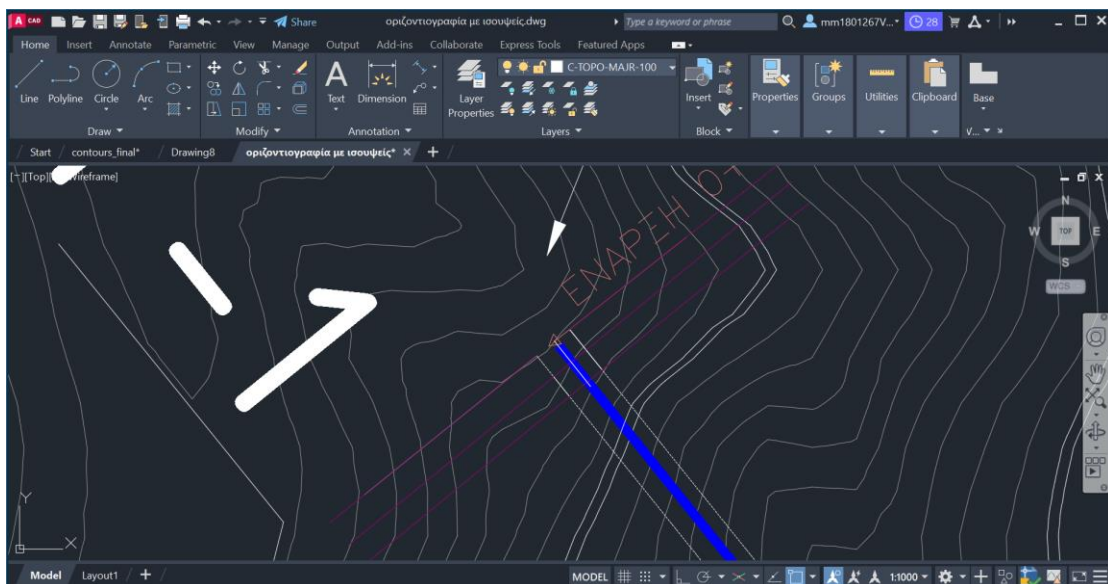 A CAD Share οριζοντιογραφία με ισουψείς.dwg Type a keyword or phrase mm1801267V... 28
Home Insert Annotate Parametric View Manage Output Add-ins Collaborate Express Tools Featured Apps
Line Polyline Circle Arc Text Dimension Layer Properties C-TOPO-MAJR-100 Insert Properties Groups Utilities Clipboard Base
Draw Modify Annotation Layers Block V...
Start contours_final* Drawing8 οριζοντιογραφία με ισουψείς* +
[-][Top][ Wireframe]
N
W TOP E
S
WCS
ΕΝΑΡΞΗ
Y
X
Model Layout1 + MODEL 1:1000